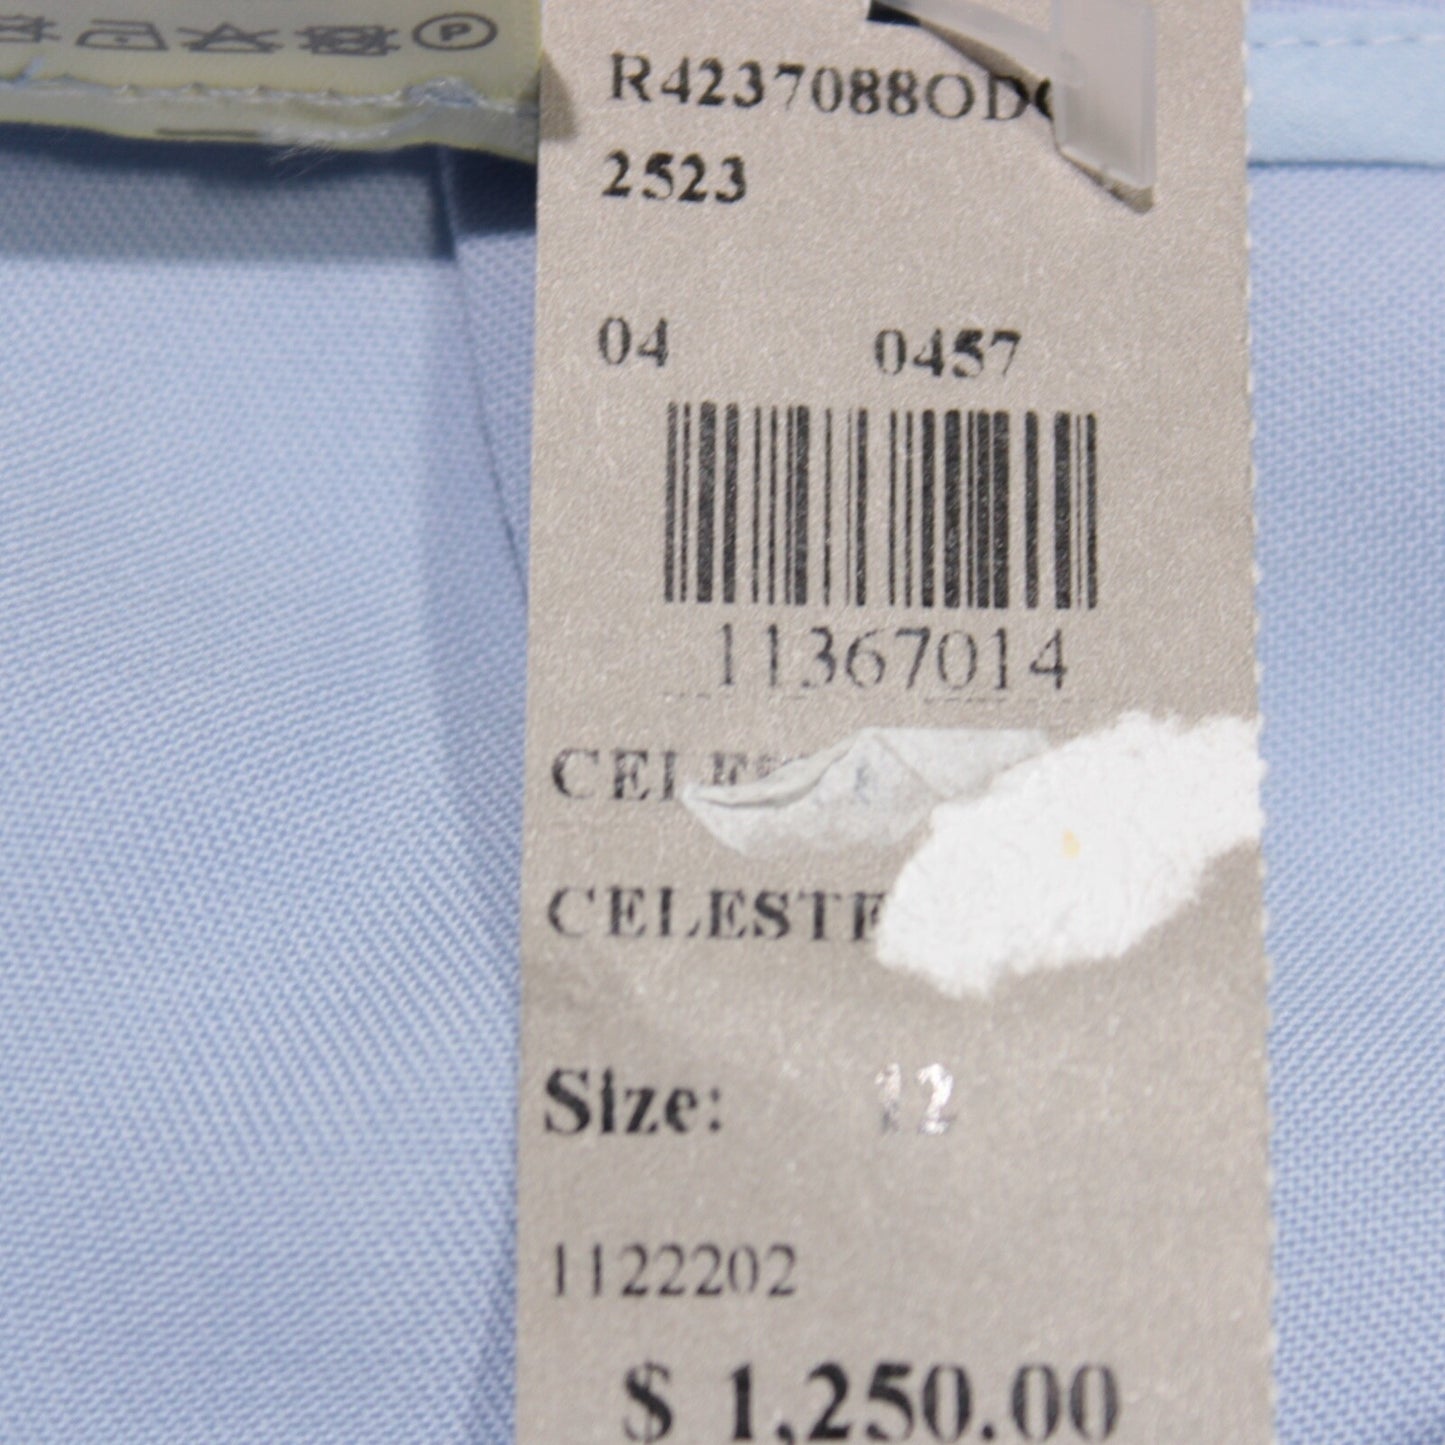 R4237088OD
2523
04 0457
11367014
CELESTE
Size: 12
1122202
$ 1,250.00